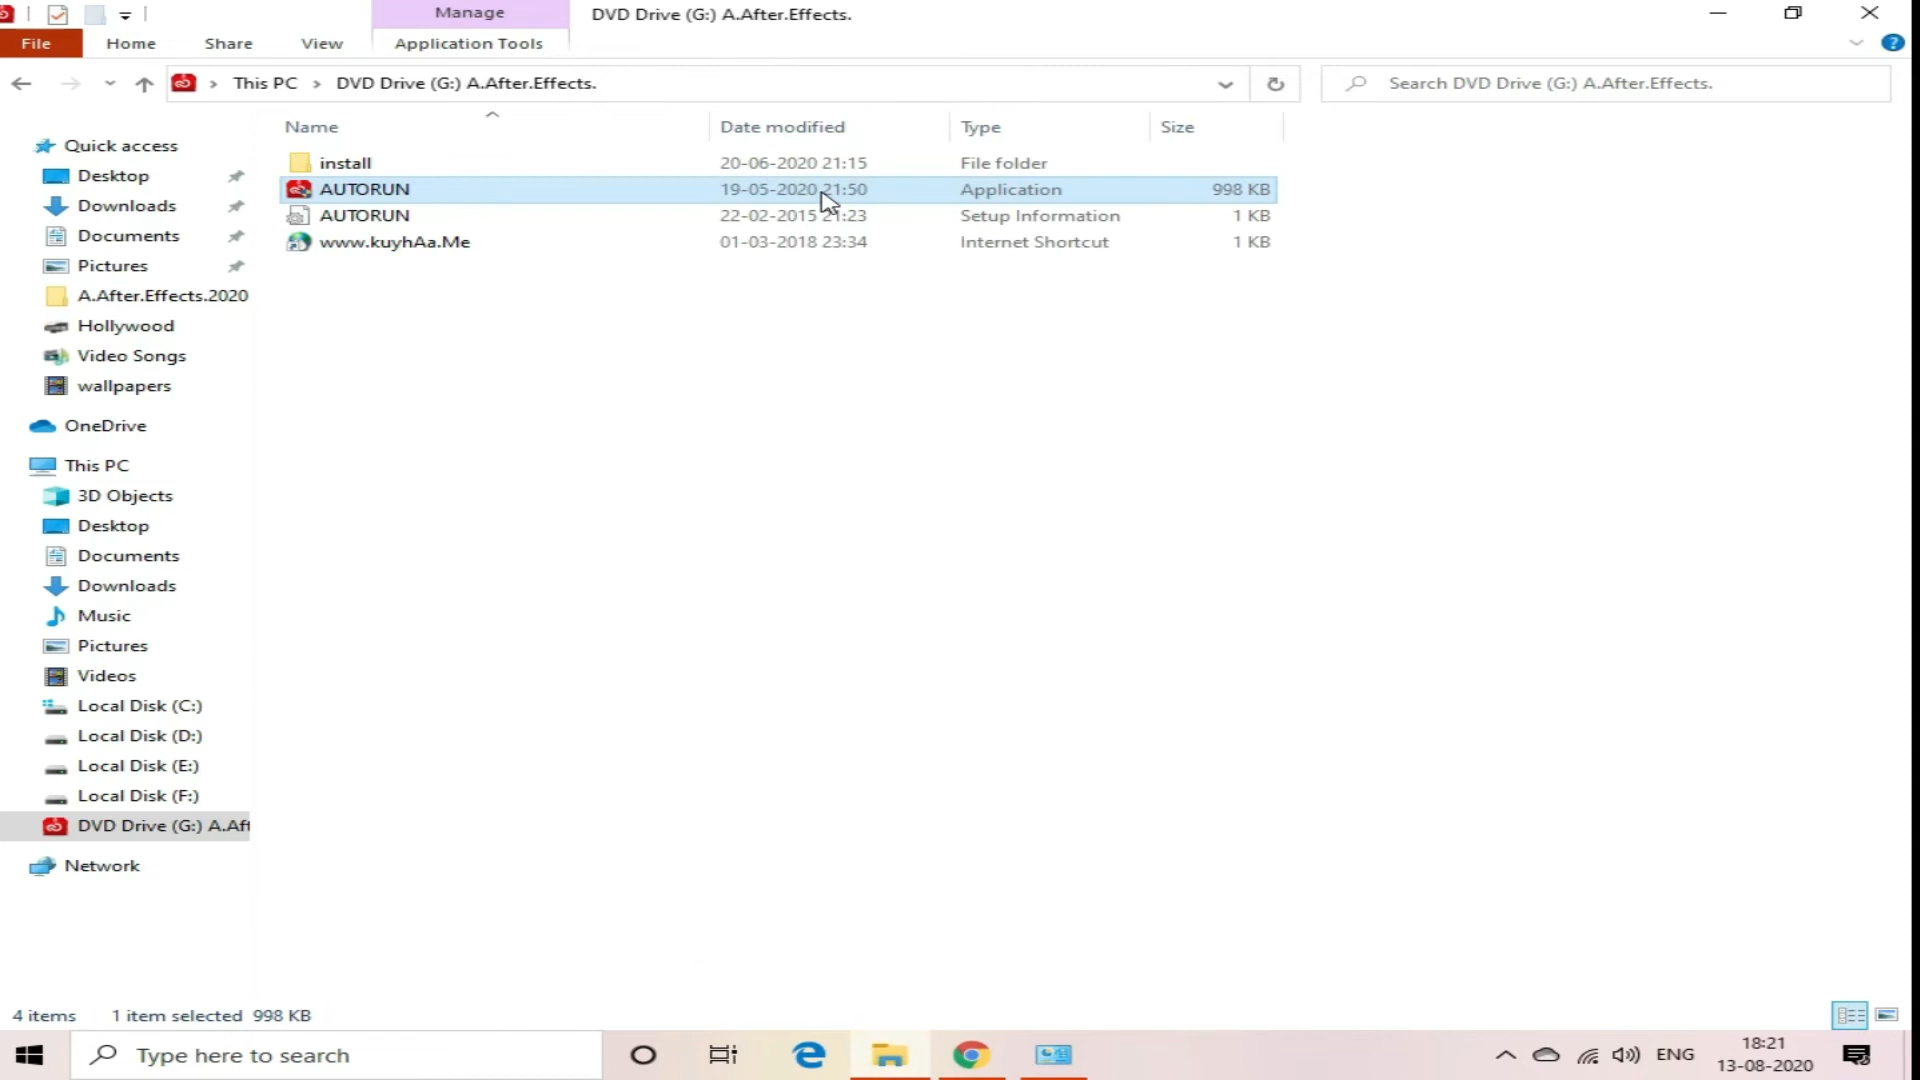 Manage
DVD Drive (G:) A.After.Effects.
File
Home
Share
View
Application Tools
This PC
DVD Drive (G:) A.After.Effects.
Search DVD Drive (G:) A.After.Effects.
Name
Date modified
Type
Size
install
20-06-2020 21:15
File folder
AUTORUN
19-05-2020 21:50
Application
998 KB
AUTORUN
22-02-2015 21:23
Setup Information
1 KB
www.kuyhAa.Me
01-03-2018 23:34
Internet Shortcut
1 KB
Quick access
Desktop
Downloads
Documents
Pictures
A.After.Effects.2020
Hollywood
Video Songs
wallpapers
OneDrive
This PC
3D Objects
Desktop
Documents
Downloads
Music
Pictures
Videos
Local Disk (C:)
Local Disk (D:)
Local Disk (E:)
Local Disk (F:)
DVD Drive (G:) A.Aft
Network
4 items
1 item selected 998 KB
Type here to search
ENG
18:21
13-08-2020